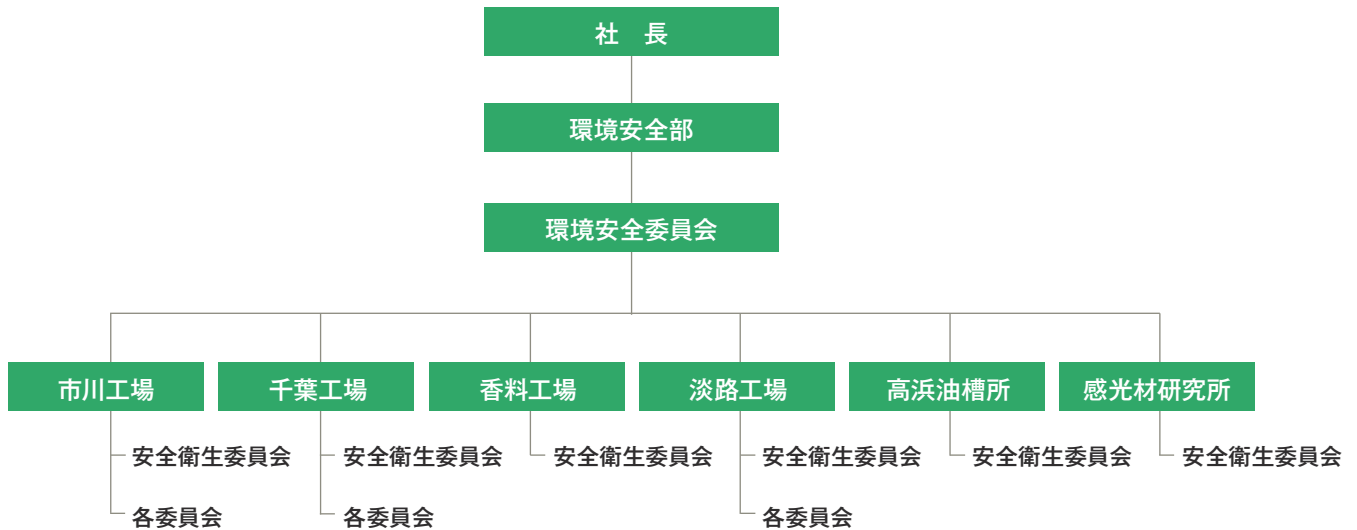 社　長
環境安全部
環境安全委員会
市川工場
千葉工場
香料工場
淡路工場
高浜油槽所
感光材研究所
安全衛生委員会
安全衛生委員会
安全衛生委員会
安全衛生委員会
安全衛生委員会
安全衛生委員会
各委員会
各委員会
各委員会